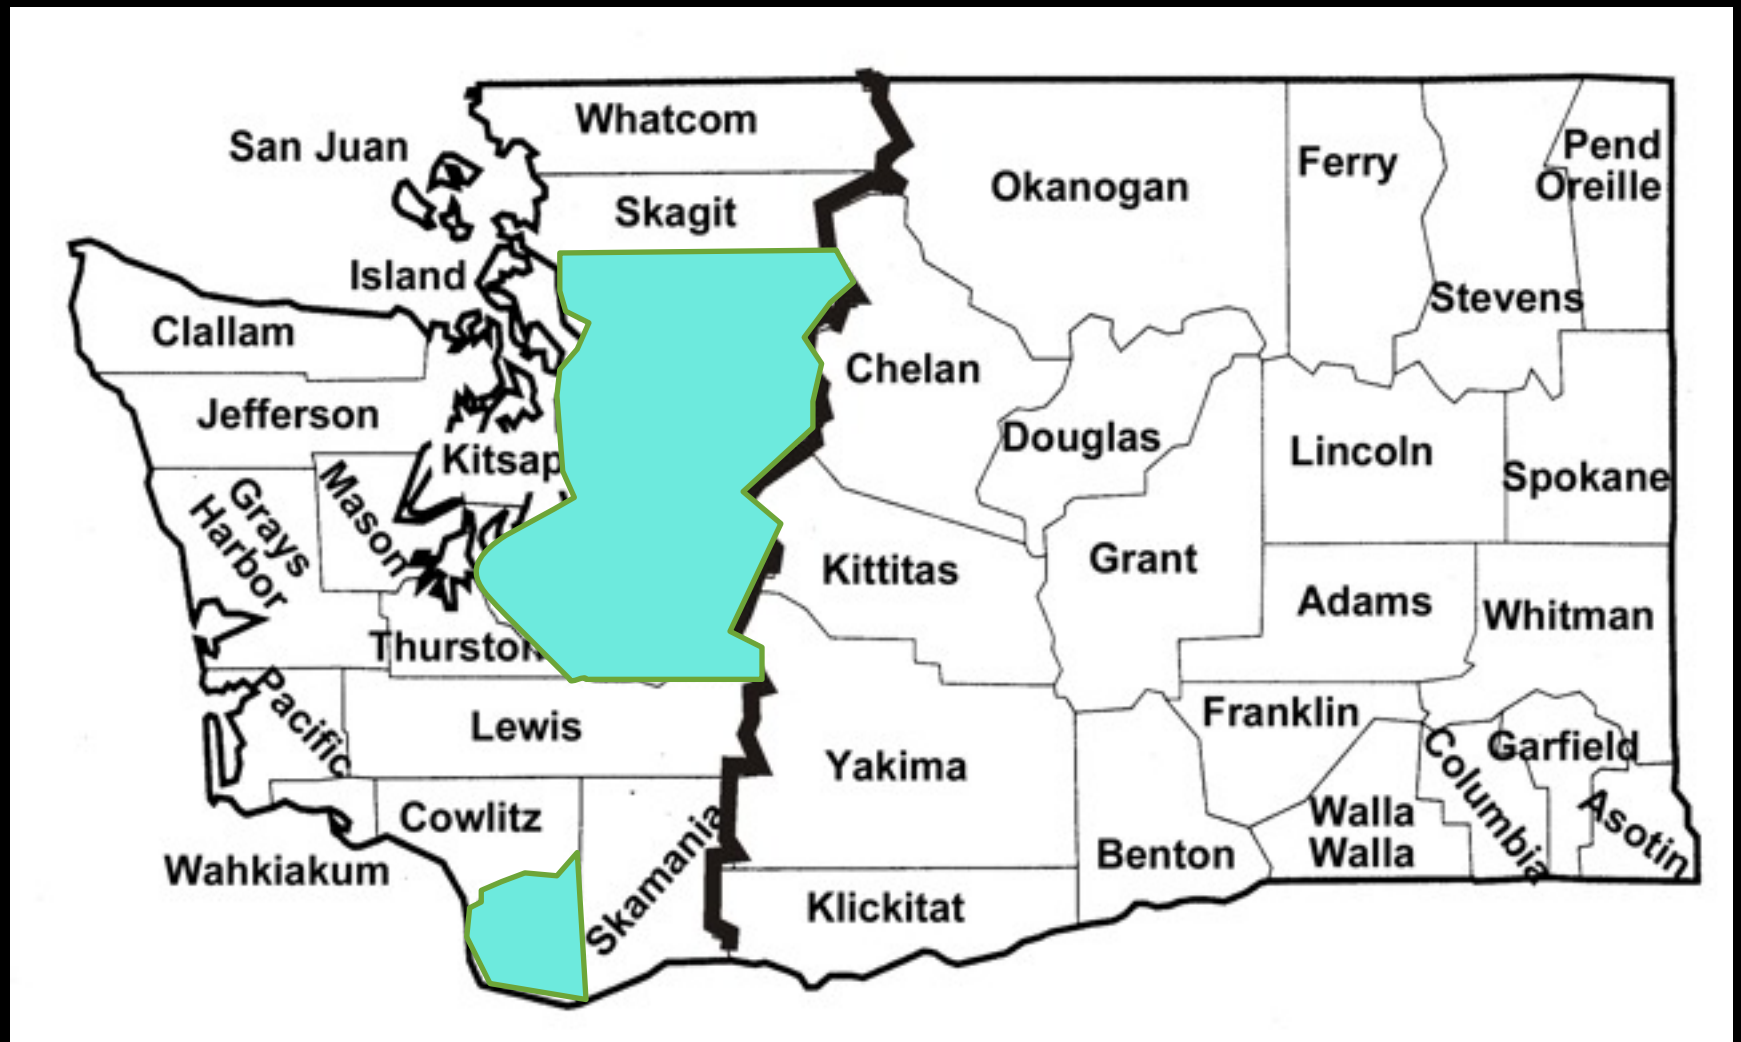 Whatcom
San Juan
Skagit
Okanogan
Ferry
Pend
Oreille
Island
Clallam
Stevens
Chelan
Jefferson
Kitsap
Douglas
Lincoln
Spokane
Mason
Grays
Harbor
Kittitas
Grant
Adams
Whitman
Thurston
Pacific
Lewis
Yakima
Franklin
Columbia
Garfield
Cowlitz
Skamania
Walla
Walla
Asotin
Wahkiakum
Benton
Klickitat